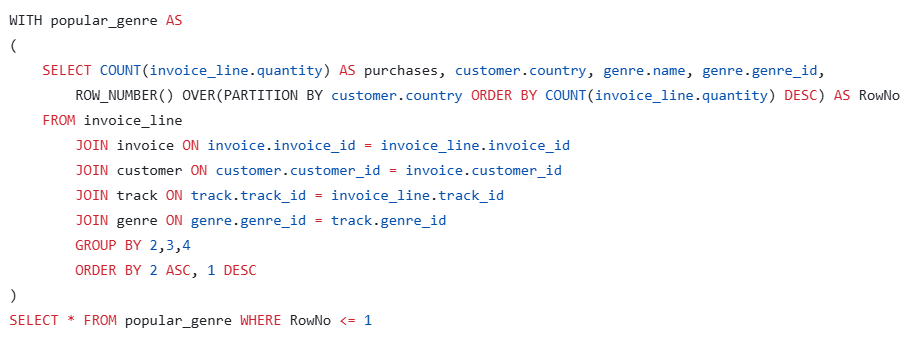 WITH popular_genre AS
(
    SELECT COUNT(invoice_line.quantity) AS purchases, customer.country, genre.name, genre.genre_id,
        ROW_NUMBER() OVER(PARTITION BY customer.country ORDER BY COUNT(invoice_line.quantity) DESC) AS RowNo
    FROM invoice_line
        JOIN invoice ON invoice.invoice_id = invoice_line.invoice_id
        JOIN customer ON customer.customer_id = invoice.customer_id
        JOIN track ON track.track_id = invoice_line.track_id
        JOIN genre ON genre.genre_id = track.genre_id
        GROUP BY 2,3,4
        ORDER BY 2 ASC, 1 DESC
)
SELECT * FROM popular_genre WHERE RowNo <= 1